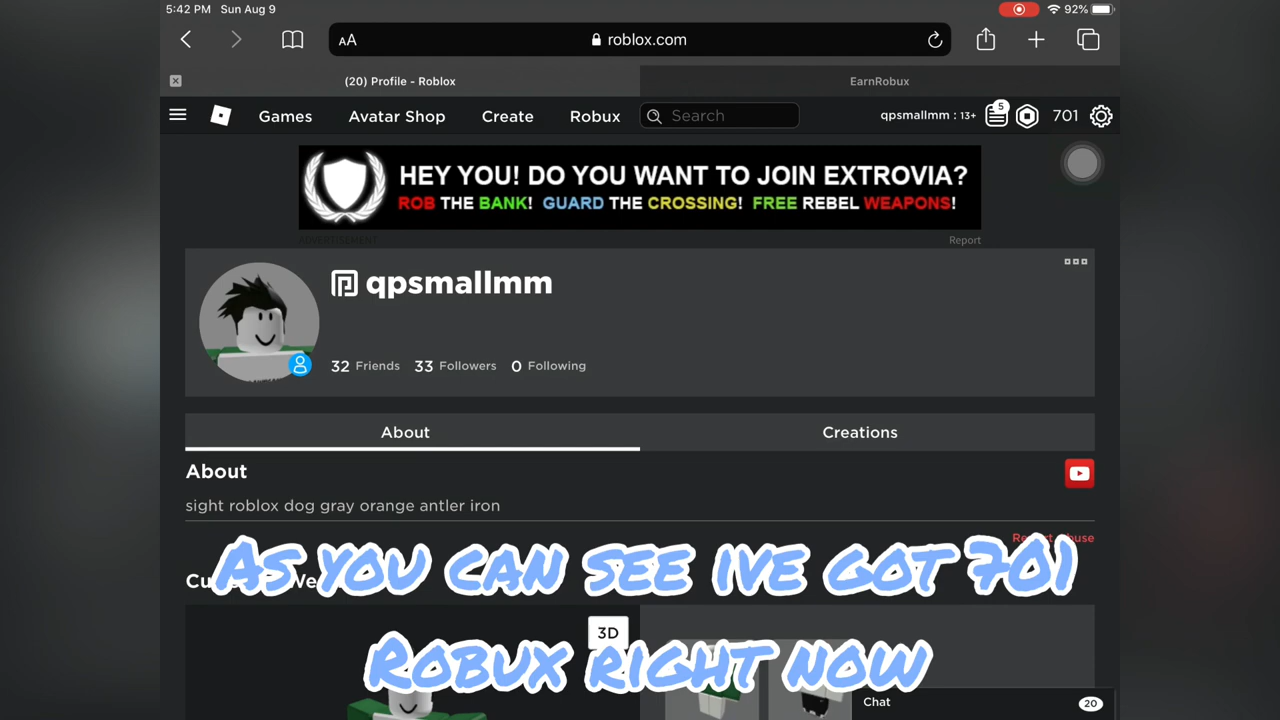 5:42 PM Sun Aug 9
92%
AA
roblox.com
(20) Profile - Roblox
EarnRobux
Games Avatar Shop Create Robux Search qpsmallmm : 13+ 5 701
HEY YOU! DO YOU WANT TO JOIN EXTROVIA?
ROB THE BANK! GUARD THE CROSSING! FREE REBEL WEAPONS!
ADVERTISEMENT Report
qpsmallmm
32 Friends 33 Followers 0 Following
About Creations
About
sight roblox dog gray orange antler iron
As you can see ive got 701
Robux right now
3D
Chat 20